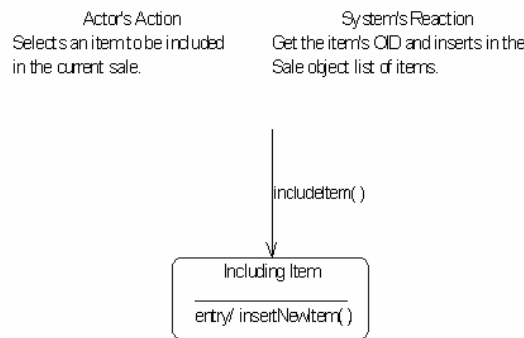 Actor's Action
Selects an item to be included
in the current sale.
System's Reaction
Get the item's OID and inserts in the
Sale object list of items.
includeItem( )
Including Item
entry/ insertNewItem( )